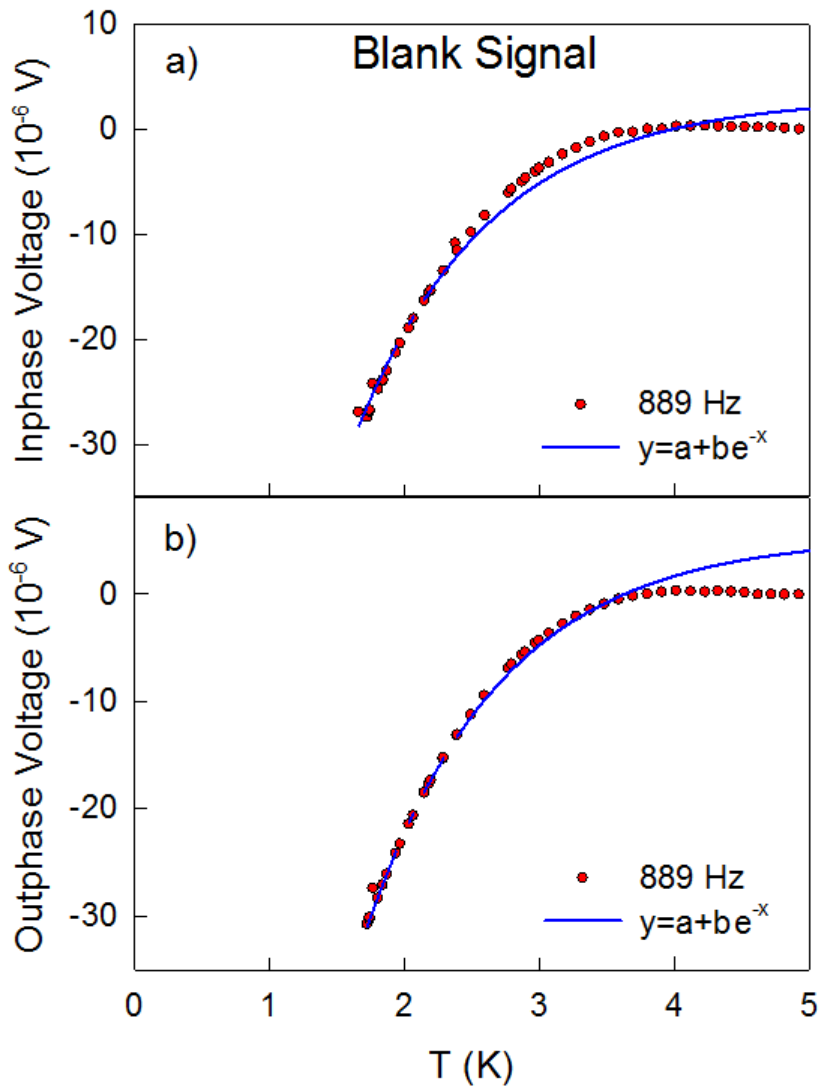 Blank Signal
a)
10
0
-10
-20
-30
Inphase Voltage (10⁻⁶ V)
889 Hz
y=a+be⁻ˣ
b)
0
-10
-20
-30
Outphase Voltage (10⁻⁶ V)
889 Hz
y=a+be⁻ˣ
0 1 2 3 4 5
T (K)